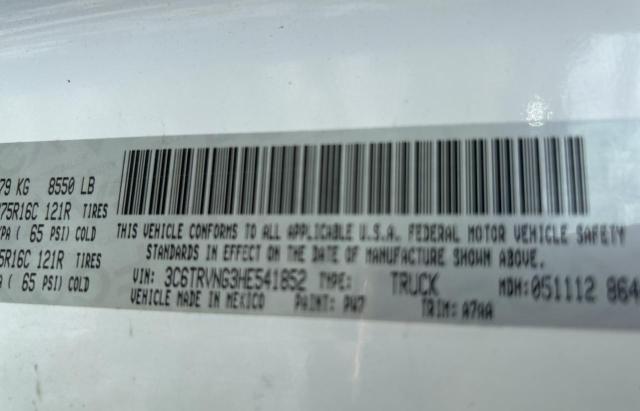 79 KG 8550 LB
75R16C 121R TIRES
PA ( 65 PSI) COLD
5R16C 121R TIRES
( 65 PSI) COLD
THIS VEHICLE CONFORMS TO ALL APPLICABLE U.S.A. FEDERAL MOTOR VEHICLE SAFETY
STANDARDS IN EFFECT ON THE DATE OF MANUFACTURE SHOWN ABOVE.
VIN: 3C6TRVNG3HE541852 TYPE: TRUCK MDH:051112 864
VEHICLE MADE IN MEXICO PAINT: PW7 TRIM: A7AA